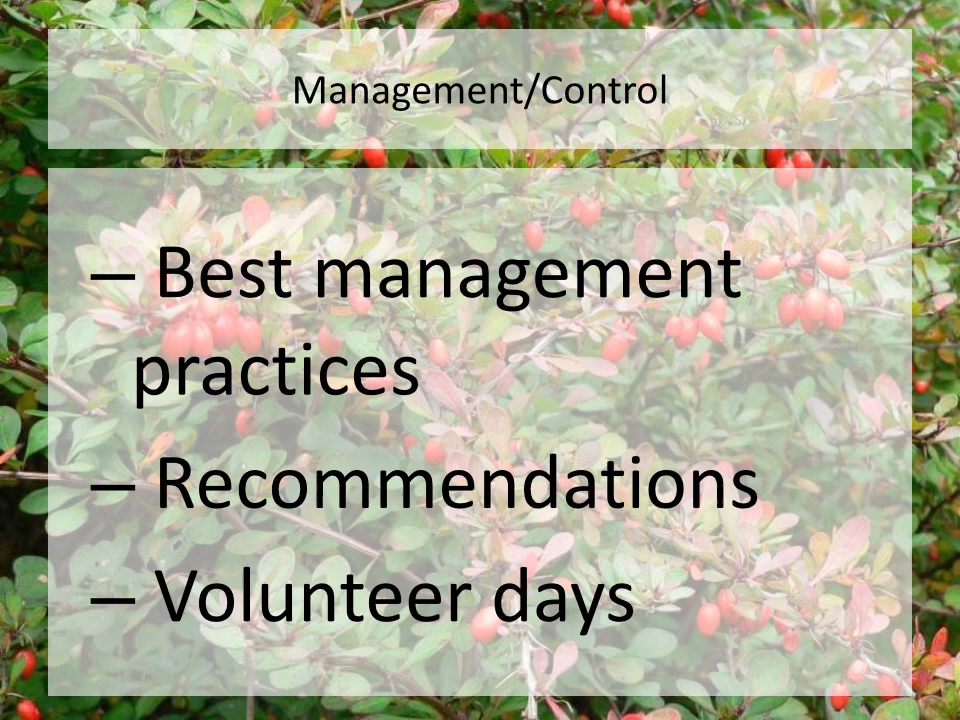 Management/Control
– Best management
practices
– Recommendations
– Volunteer days